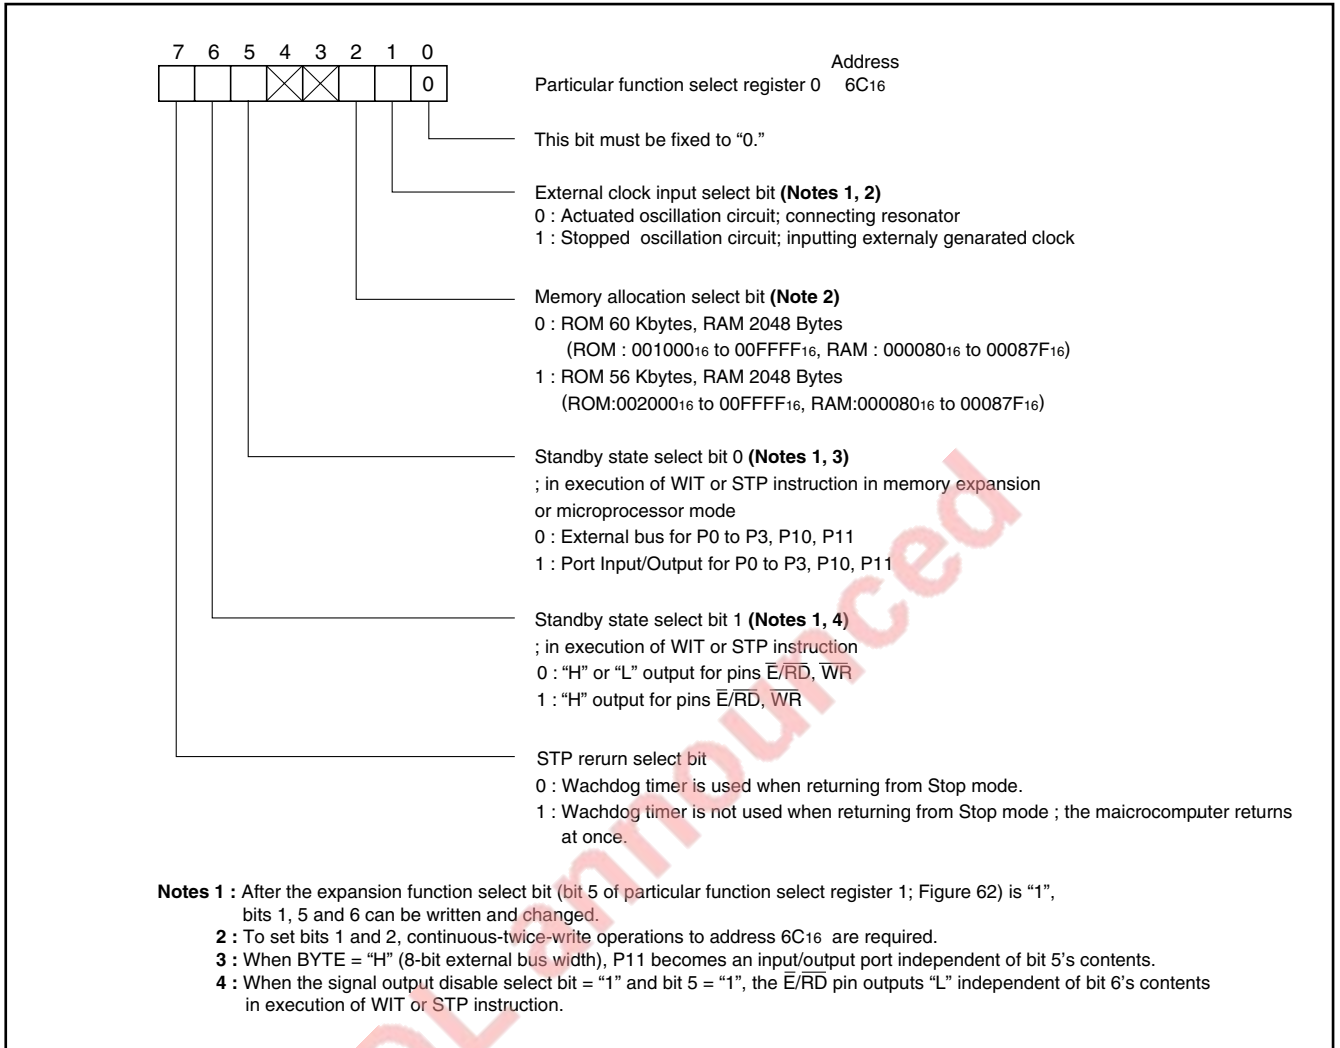 7 6 5 4 3 2 1 0
Address
0
Particular function select register 0 6C16
This bit must be fixed to “0.”
External clock input select bit (Notes 1, 2)
0 : Actuated oscillation circuit; connecting resonator
1 : Stopped oscillation circuit; inputting externaly genarated clock
Memory allocation select bit (Note 2)
0 : ROM 60 Kbytes, RAM 2048 Bytes
(ROM : 00100016 to 00FFFF16, RAM : 00008016 to 00087F16)
1 : ROM 56 Kbytes, RAM 2048 Bytes
(ROM:00200016 to 00FFFF16, RAM:00008016 to 00087F16)
Standby state select bit 0 (Notes 1, 3)
; in execution of WIT or STP instruction in memory expansion
or microprocessor mode
0 : External bus for P0 to P3, P10, P11
1 : Port Input/Output for P0 to P3, P10, P11
Standby state select bit 1 (Notes 1, 4)
; in execution of WIT or STP instruction
0 : “H” or “L” output for pins E̅/R̅D̅, W̅R̅
1 : “H” output for pins E̅/R̅D̅, W̅R̅
STP rerurn select bit
0 : Wachdog timer is used when returning from Stop mode.
1 : Wachdog timer is not used when returning from Stop mode ; the maicrocomputer returns
at once.
Notes 1 : After the expansion function select bit (bit 5 of particular function select register 1; Figure 62) is “1”,
bits 1, 5 and 6 can be written and changed.
2 : To set bits 1 and 2, continuous-twice-write operations to address 6C16 are required.
3 : When BYTE = “H” (8-bit external bus width), P11 becomes an input/output port independent of bit 5’s contents.
4 : When the signal output disable select bit = “1” and bit 5 = “1”, the E̅/R̅D̅ pin outputs “L” independent of bit 6’s contents
in execution of WIT or STP instruction.
announced